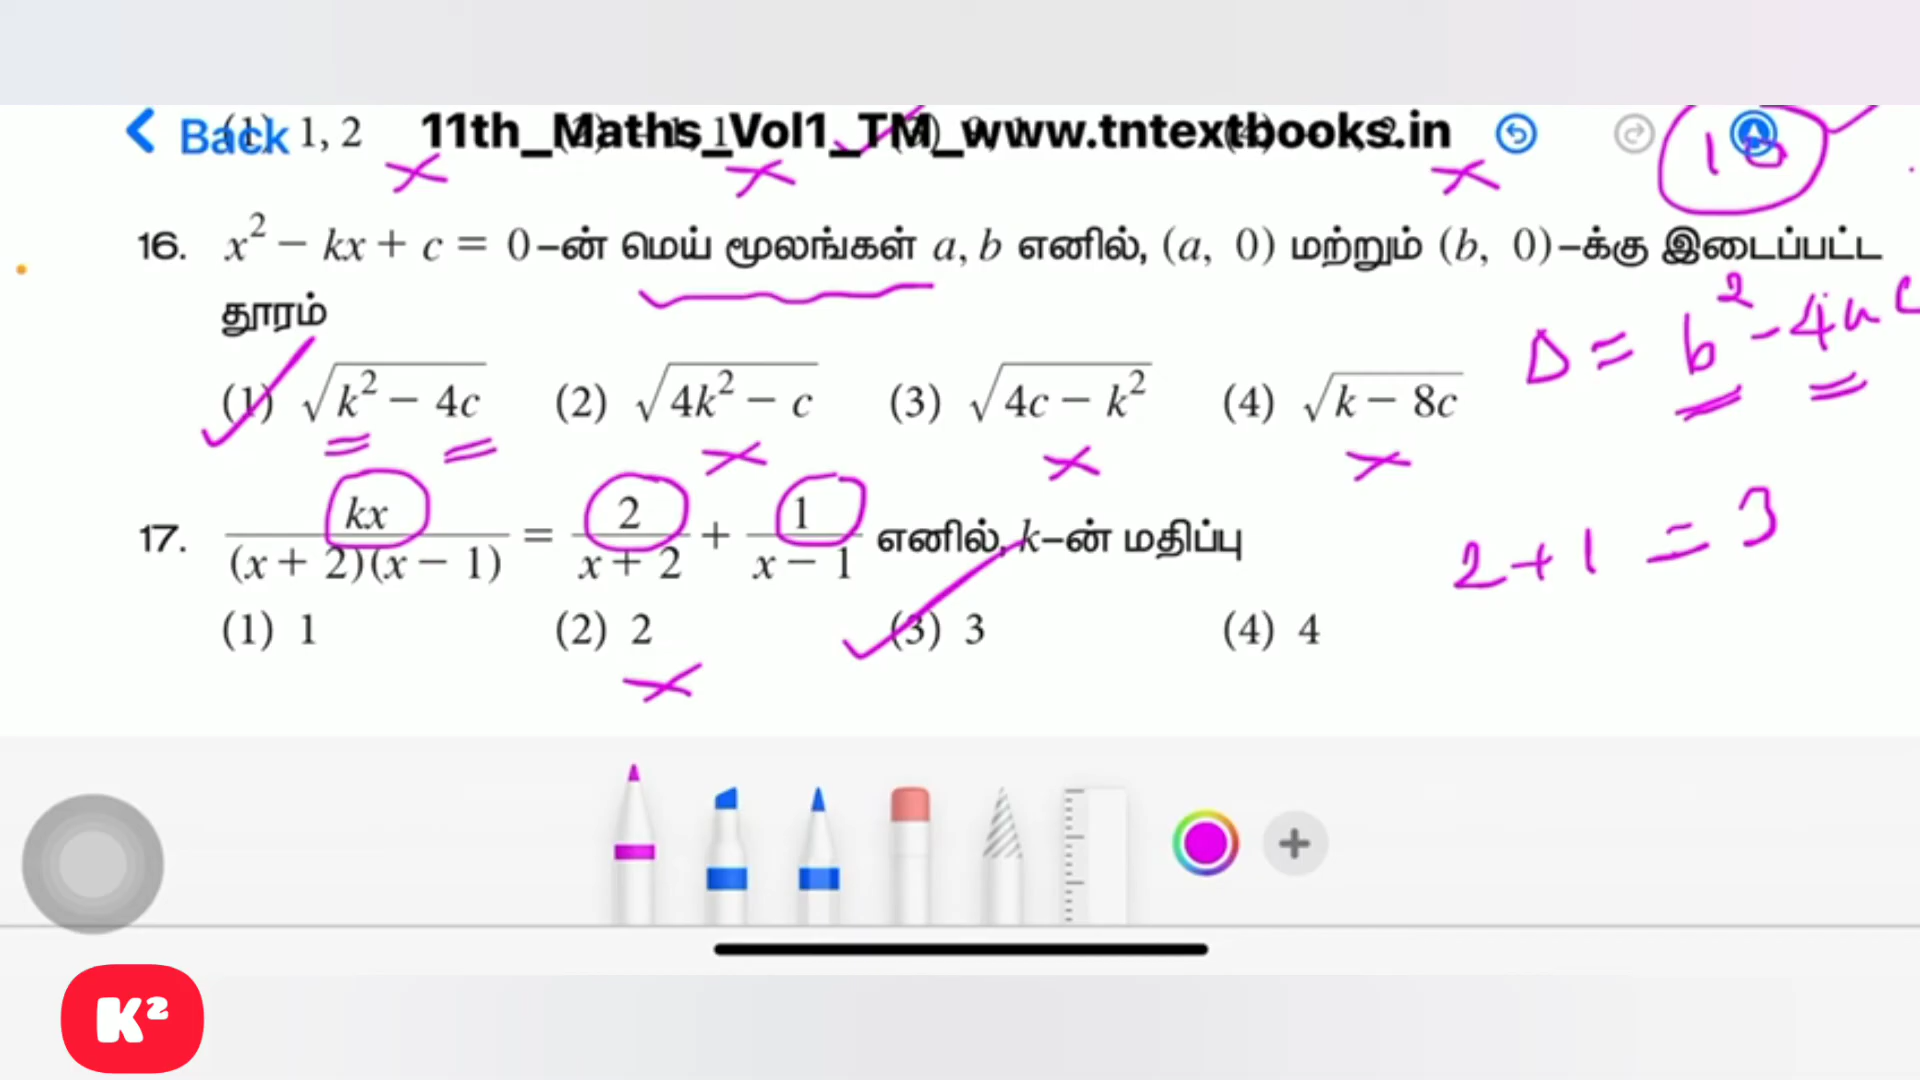 Back 11th_Maths_Vol1_TM_www.tntextbooks.in
(1) 1, 2
16. x² − kx + c = 0–ன் மெய் மூலங்கள் a, b எனில், (a, 0) மற்றும் (b, 0)–க்கு இடைப்பட்ட
தூரம்
Δ = b² - 4ac
(1) √(k² − 4c) (2) √(4k² − c) (3) √(4c − k²) (4) √(k − 8c)
17. kx/((x + 2)(x − 1)) = 2/(x + 2) + 1/(x − 1) எனில், k–ன் மதிப்பு
2+1 = 3
(1) 1 (2) 2 (3) 3 (4) 4
K²